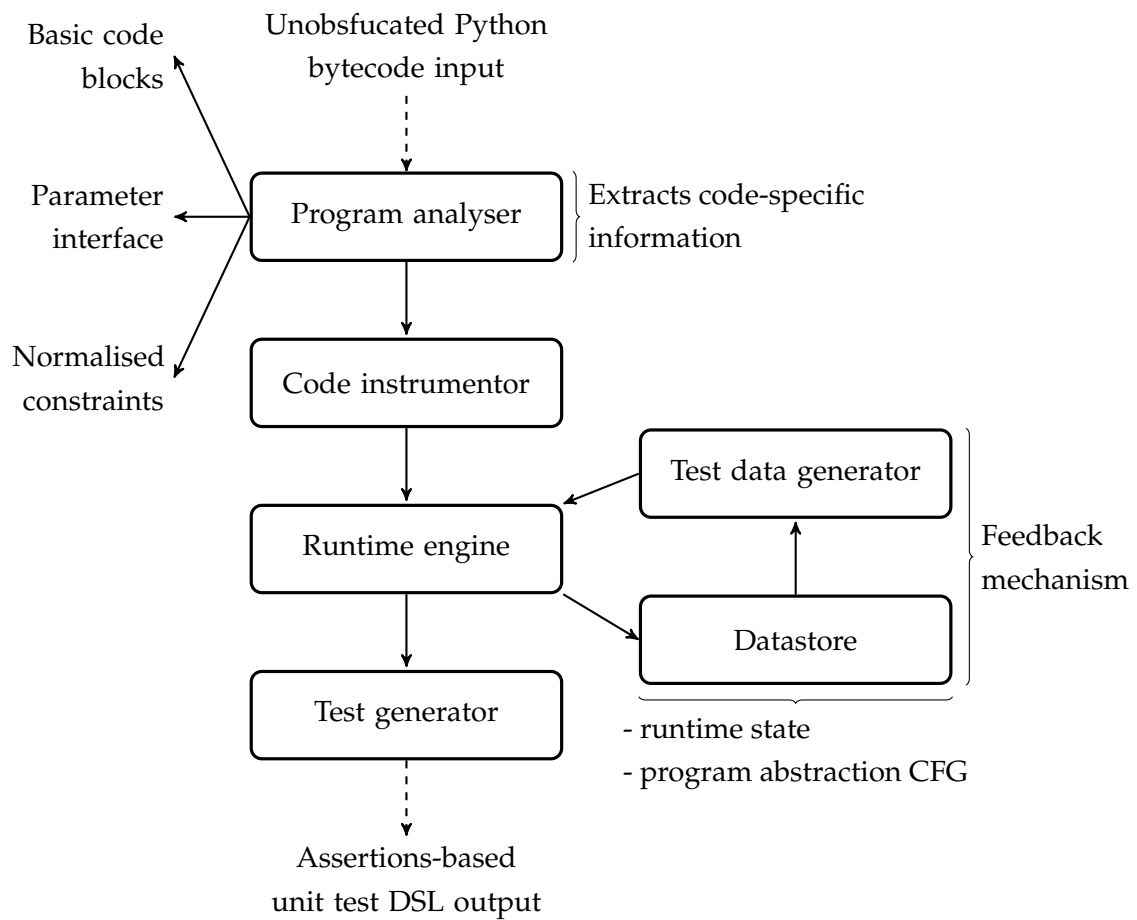 Basic code
blocks
Unobsfucated Python
bytecode input
Parameter
interface
Program analyser
Extracts code-specific
information
Normalised
constraints
Code instrumentor
Test data generator
Runtime engine
Feedback
mechanism
Datastore
Test generator
- runtime state
- program abstraction CFG
Assertions-based
unit test DSL output